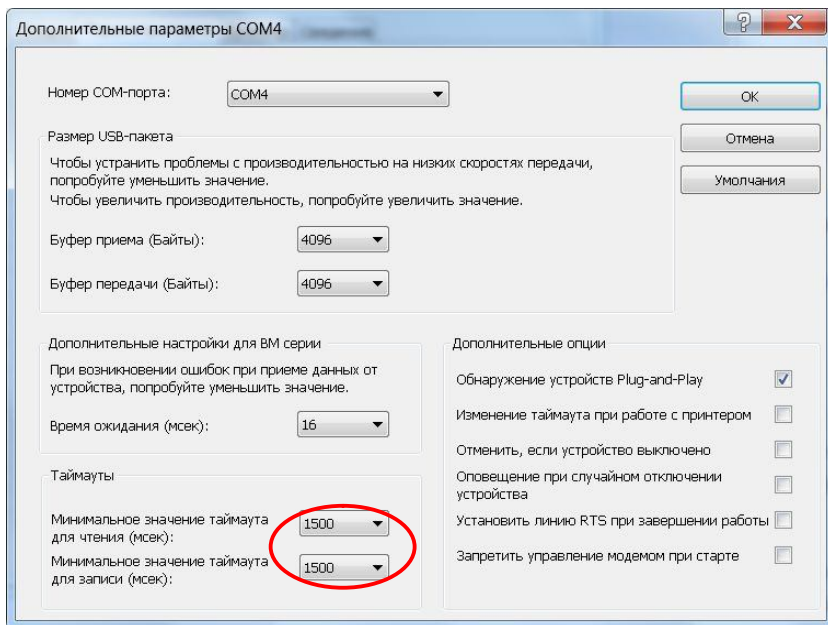 Дополнительные параметры COM4
Номер COM-порта:
COM4
OK
Размер USB-пакета
Отмена
Чтобы устранить проблемы с производительностью на низких скоростях передачи,
попробуйте уменьшить значение.
Умолчания
Чтобы увеличить производительность, попробуйте увеличить значение.
Буфер приема (Байты):
4096
Буфер передачи (Байты):
4096
Дополнительные настройки для BM серии
При возникновении ошибок при приеме данных от
устройства, попробуйте уменьшить значение.
Время ожидания (мсек):
16
Таймауты
Минимальное значение таймаута
для чтения (мсек):
1500
Минимальное значение таймаута
для записи (мсек):
1500
Дополнительные опции
Обнаружение устройств Plug-and-Play
Изменение таймаута при работе с принтером
Отменить, если устройство выключено
Оповещение при случайном отключении
устройства
Установить линию RTS при завершении работы
Запретить управление модемом при старте